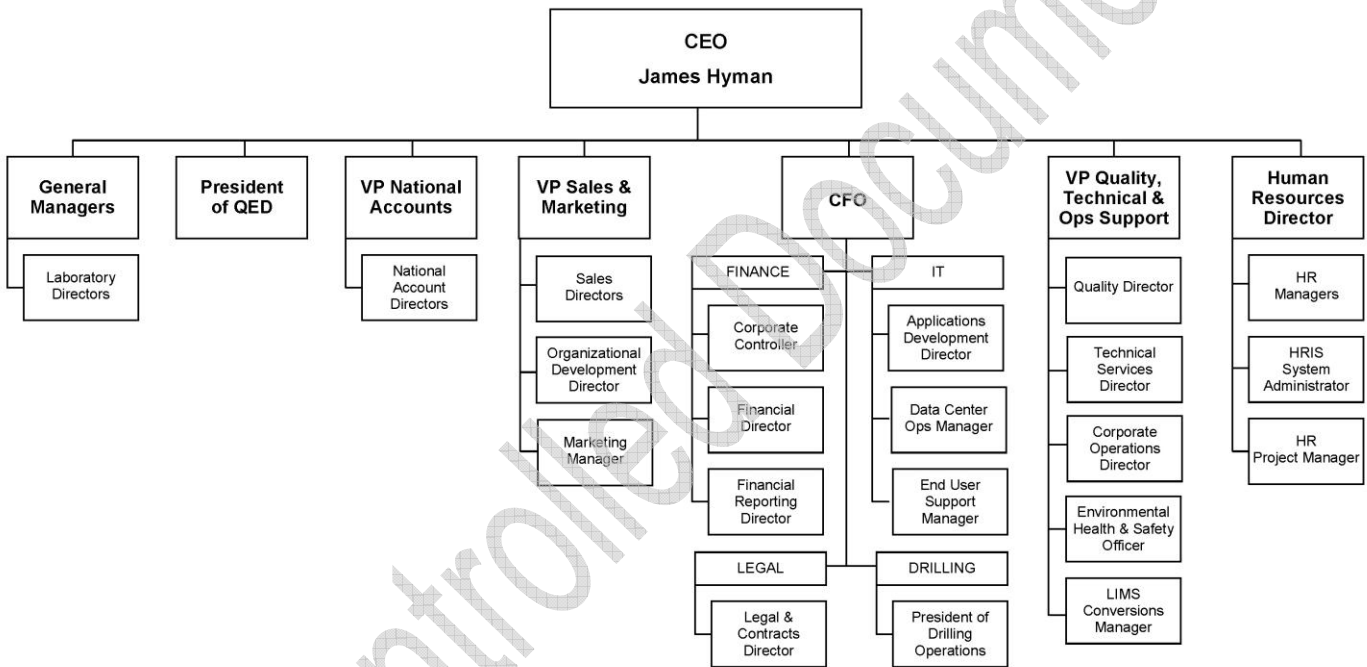 CEO
James Hyman
General
Managers
Laboratory
Directors
President
of QED
VP National
Accounts
National
Account
Directors
VP Sales &
Marketing
Sales
Directors
Organizational
Development
Director
Marketing
Manager
CFO
FINANCE
Corporate
Controller
Financial
Director
Financial
Reporting
Director
IT
Applications
Development
Director
Data Center
Ops Manager
End User
Support
Manager
LEGAL
Legal &
Contracts
Director
DRILLING
President of
Drilling
Operations
VP Quality,
Technical &
Ops Support
Quality Director
Technical
Services
Director
Corporate
Operations
Director
Environmental
Health & Safety
Officer
LIMS
Conversions
Manager
Human
Resources
Director
HR
Managers
HRIS
System
Administrator
HR
Project Manager